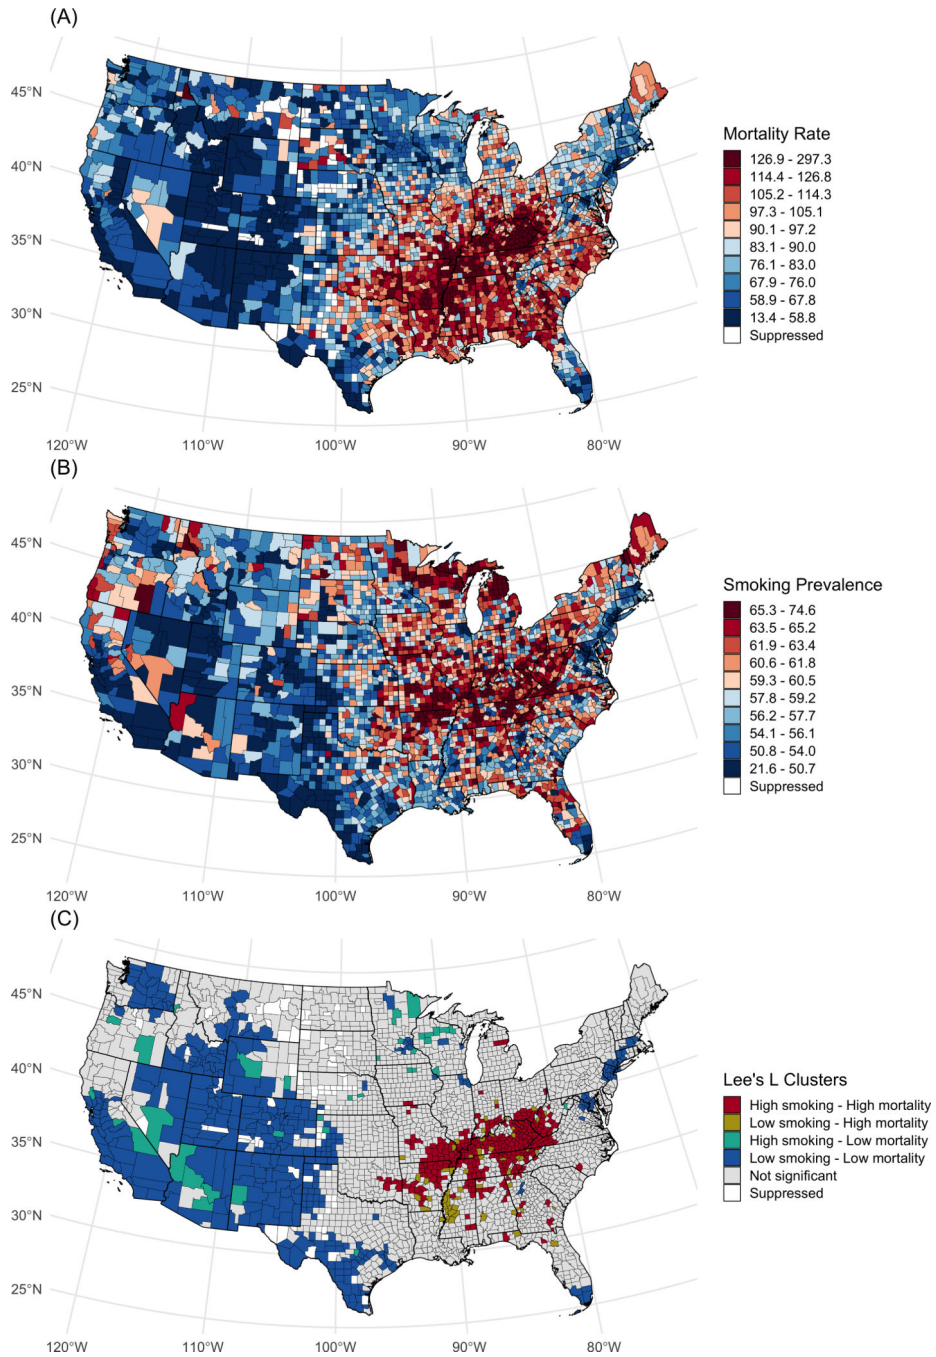 (A)
45°N
40°N
35°N
30°N
25°N
120°W
110°W
100°W
90°W
80°W
Mortality Rate
126.9 - 297.3
114.4 - 126.8
105.2 - 114.3
97.3 - 105.1
90.1 - 97.2
83.1 - 90.0
76.1 - 83.0
67.9 - 76.0
58.9 - 67.8
13.4 - 58.8
Suppressed
(B)
45°N
40°N
35°N
30°N
25°N
120°W
110°W
100°W
90°W
80°W
Smoking Prevalence
65.3 - 74.6
63.5 - 65.2
61.9 - 63.4
60.6 - 61.8
59.3 - 60.5
57.8 - 59.2
56.2 - 57.7
54.1 - 56.1
50.8 - 54.0
21.6 - 50.7
Suppressed
(C)
45°N
40°N
35°N
30°N
25°N
120°W
110°W
100°W
90°W
80°W
Lee's L Clusters
High smoking - High mortality
Low smoking - High mortality
High smoking - Low mortality
Low smoking - Low mortality
Not significant
Suppressed